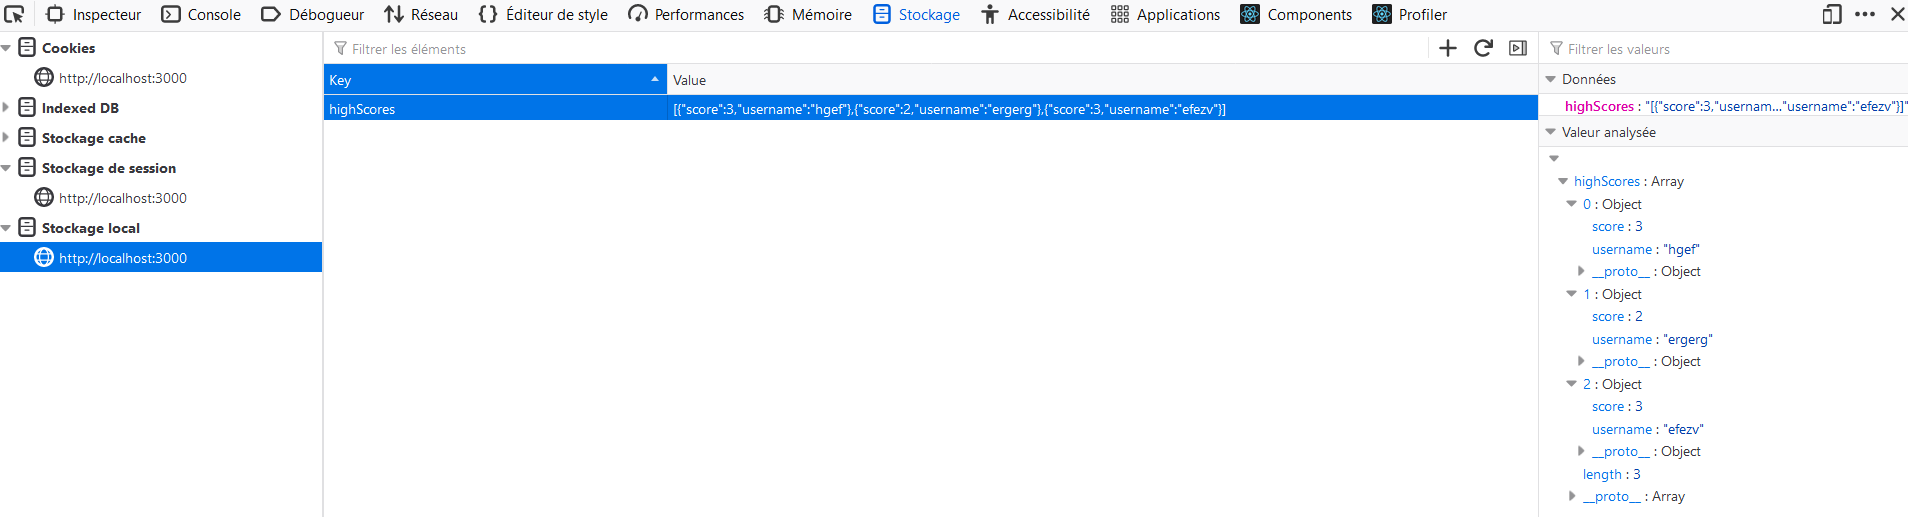 Inspecteur Console Débogueur Réseau Éditeur de style Performances Mémoire Stockage Accessibilité Applications Components Profiler
Cookies
http://localhost:3000
Indexed DB
Stockage cache
Stockage de session
http://localhost:3000
Stockage local
http://localhost:3000
Filtrer les éléments
Key Value
highScores [{"score":3,"username":"hgef"},{"score":2,"username":"ergerg"},{"score":3,"username":"efezv"}]
Filtrer les valeurs
Données
highScores : "[{"score":3,"usernam…"username":"efezv"}]"
Valeur analysée
highScores : Array
0 : Object
score : 3
username : "hgef"
__proto__ : Object
1 : Object
score : 2
username : "ergerg"
__proto__ : Object
2 : Object
score : 3
username : "efezv"
__proto__ : Object
length : 3
__proto__ : Array